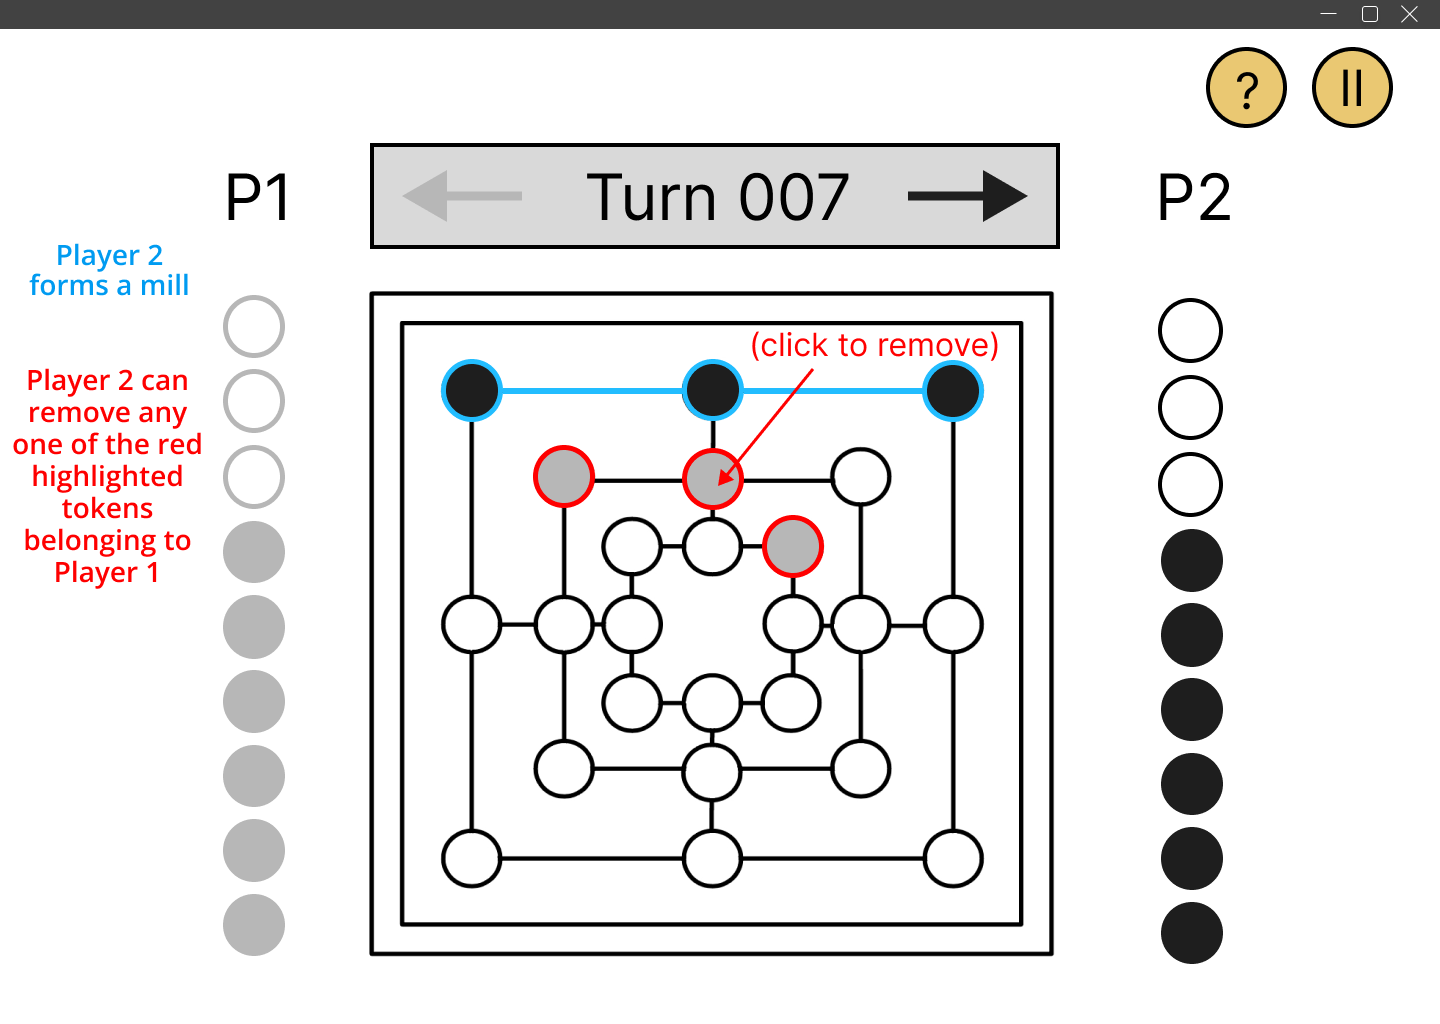 ?
P1
Turn 007
P2
Player 2
forms a mill
(click to remove)
Player 2 can
remove any
one of the red
highlighted
tokens
belonging to
Player 1